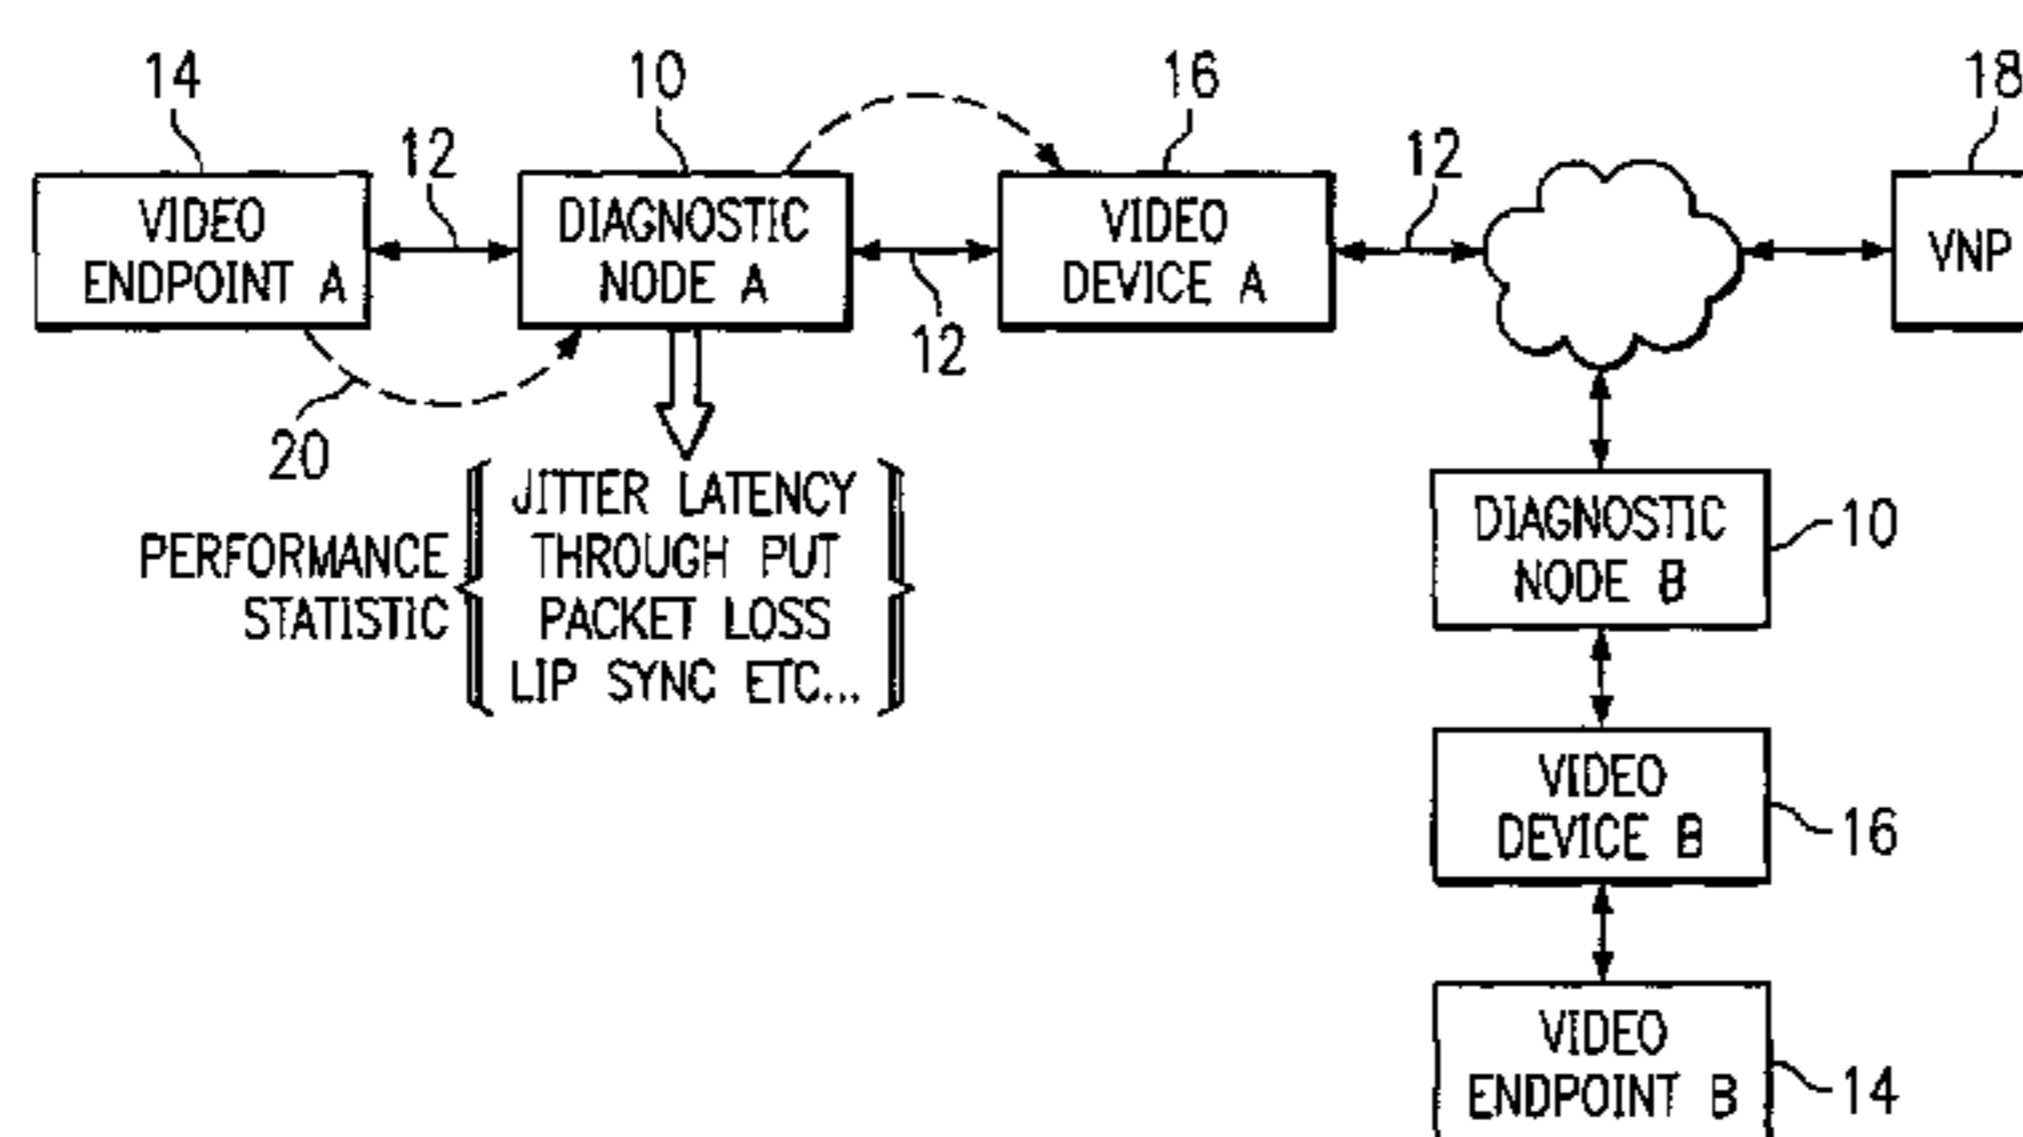 14
10
16
18
12
12
VIDEO
ENDPOINT A
DIAGNOSTIC
NODE A
VIDEO
DEVICE A
VNP
12
20
PERFORMANCE
STATISTIC
JITTER LATENCY
THROUGH PUT
PACKET LOSS
LIP SYNC ETC...
DIAGNOSTIC
NODE B
10
VIDEO
DEVICE B
16
VIDEO
ENDPOINT B
14